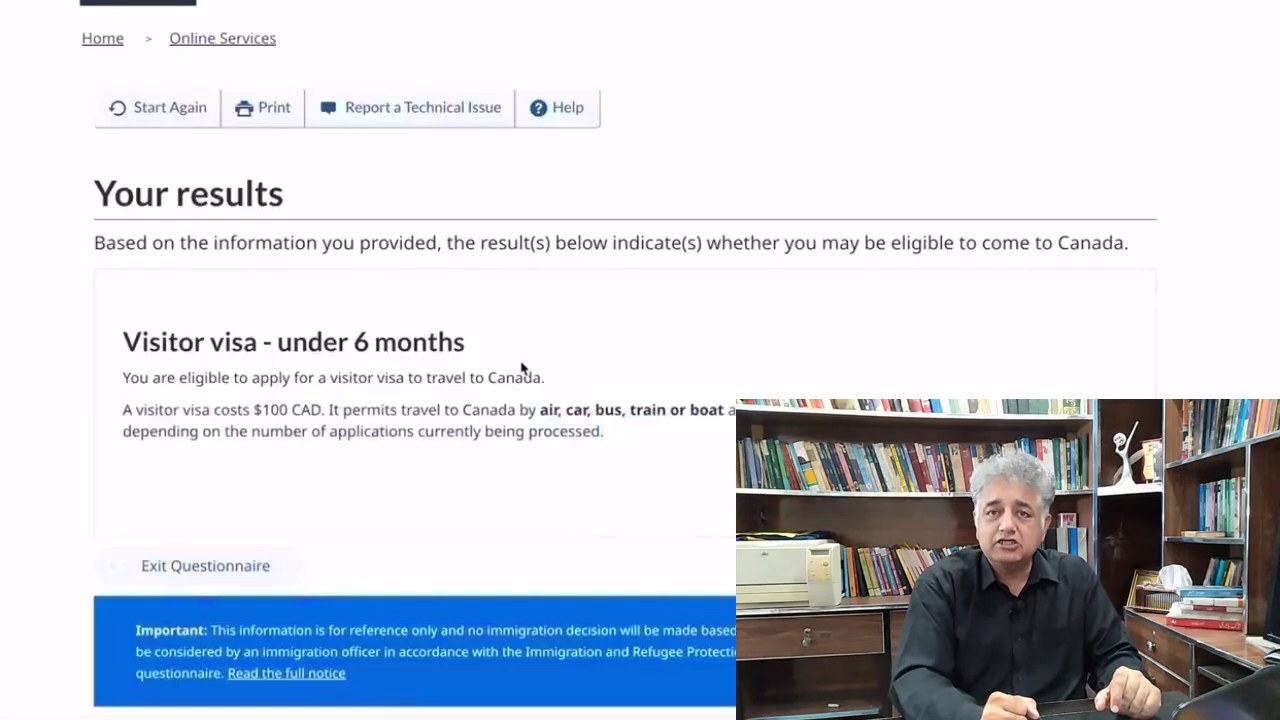 Home > Online Services
Start Again Print Report a Technical Issue Help
Your results
Based on the information you provided, the result(s) below indicate(s) whether you may be eligible to come to Canada.
Visitor visa - under 6 months
You are eligible to apply for a visitor visa to travel to Canada.
A visitor visa costs $100 CAD. It permits travel to Canada by air, car, bus, train or boat
depending on the number of applications currently being processed.
Exit Questionnaire
Important: This information is for reference only and no immigration decision will be made based
be considered by an immigration officer in accordance with the Immigration and Refugee
questionnaire. Read the full notice